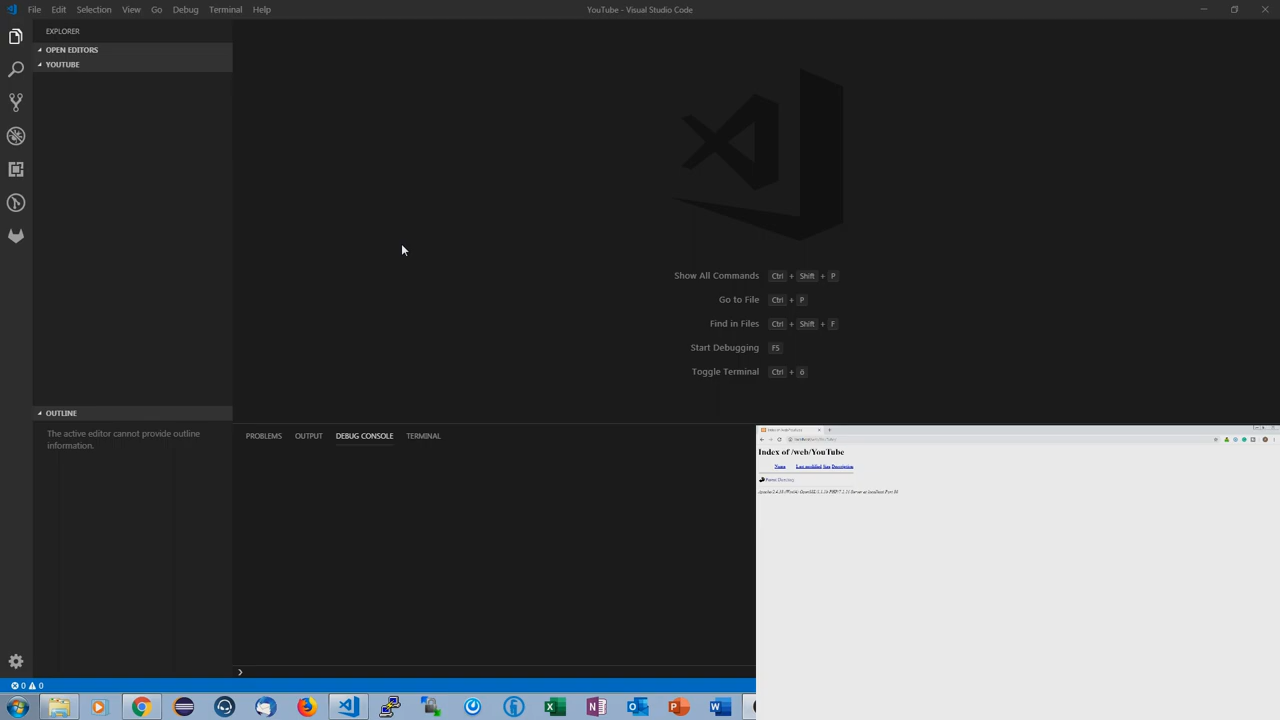 File Edit Selection View Go Debug Terminal Help
YouTube - Visual Studio Code
EXPLORER
OPEN EDITORS
YOUTUBE
Show All Commands Ctrl + Shift + P
Go to File Ctrl + P
Find in Files Ctrl + Shift + F
Start Debugging F5
Toggle Terminal Ctrl + ö
OUTLINE
The active editor cannot provide outline
information.
PROBLEMS OUTPUT DEBUG CONSOLE TERMINAL
Index of /web/YouTube
Name Last modified Size Description
Parent Directory
0 0